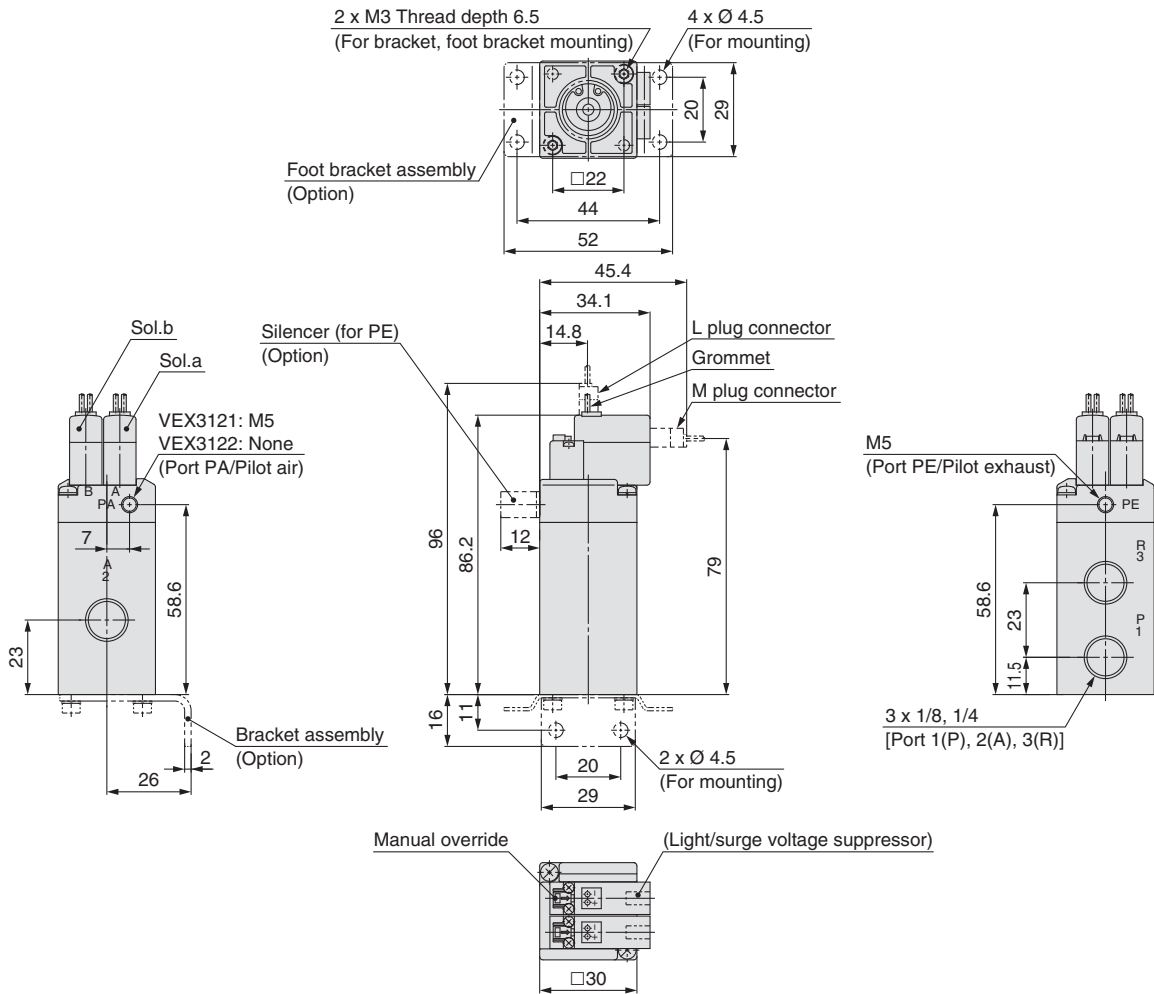 2 x M3 Thread depth 6.5
(For bracket, foot bracket mounting)
4 x Ø 4.5
(For mounting)
20
29
Foot bracket assembly
(Option)
□22
44
52
45.4
34.1
14.8
Sol.b
Sol.a
Silencer (for PE)
(Option)
L plug connector
Grommet
M plug connector
VEX3121: M5
VEX3122: None
(Port PA/Pilot air)
M5
(Port PE/Pilot exhaust)
B A
PA
7
A
2
58.6
23
Bracket assembly
(Option)
2
26
12
96
86.2
79
16
11
20
29
2 x Ø 4.5
(For mounting)
PE
R
3
P
1
58.6
23
11.5
3 x 1/8, 1/4
[Port 1(P), 2(A), 3(R)]
Manual override
(Light/surge voltage suppressor)
□30